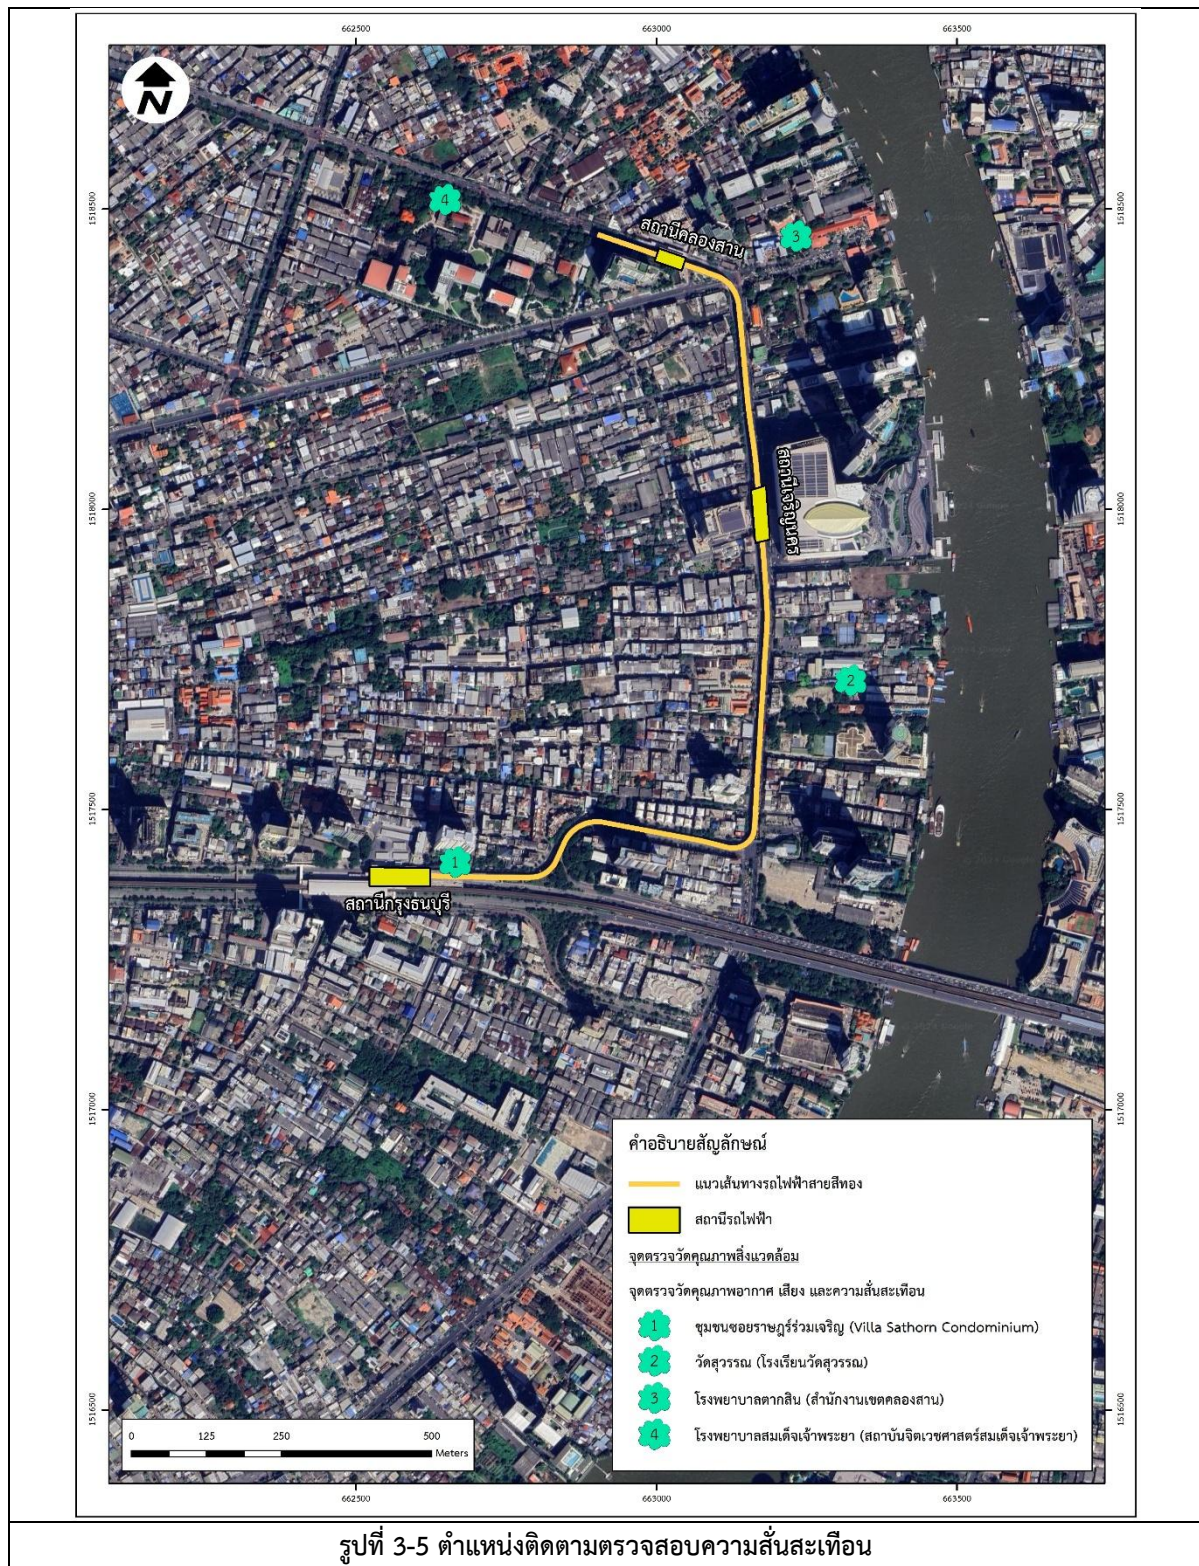 662500
663000
663500
N
1518500
1518500
4
3
สถานีคลองสาน
สถานีเจริญนคร
1518000
1518000
2
1517500
1517500
1
สถานีกรุงธนบุรี
1517000
1517000
คำอธิบายสัญลักษณ์
แนวเส้นทางรถไฟฟ้าสายสีทอง
สถานีรถไฟฟ้า
จุดตรวจวัดคุณภาพสิ่งแวดล้อม
จุดตรวจวัดคุณภาพอากาศ เสียง และความสั่นสะเทือน
1 ชุมชนซอยราษฎร์ร่วมเจริญ (Villa Sathorn Condominium)
2 วัดสุวรรณ (โรงเรียนวัดสุวรรณ)
3 โรงพยาบาลตากสิน (สำนักงานเขตคลองสาน)
4 โรงพยาบาลสมเด็จเจ้าพระยา (สถาบันจิตเวชศาสตร์สมเด็จเจ้าพระยา)
1516500
1516500
0 125 250 500
Meters
662500
663000
663500
รูปที่ 3-5 ตำแหน่งติดตามตรวจสอบความสั่นสะเทือน